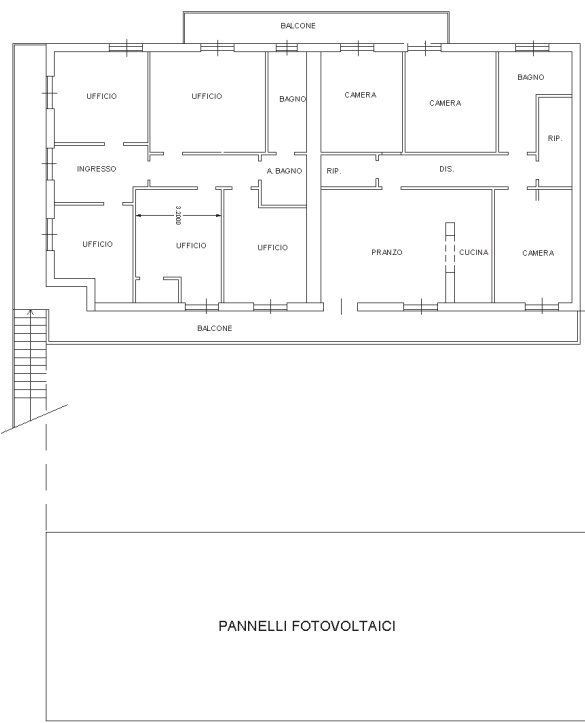 BALCONE
UFFICIO
UFFICIO
BAGNO
CAMERA
CAMERA
BAGNO
RIP.
INGRESSO
A. BAGNO
RIP.
DIS.
3.2000
UFFICIO
UFFICIO
UFFICIO
PRANZO
CUCINA
CAMERA
BALCONE
PANNELLI FOTOVOLTAICI